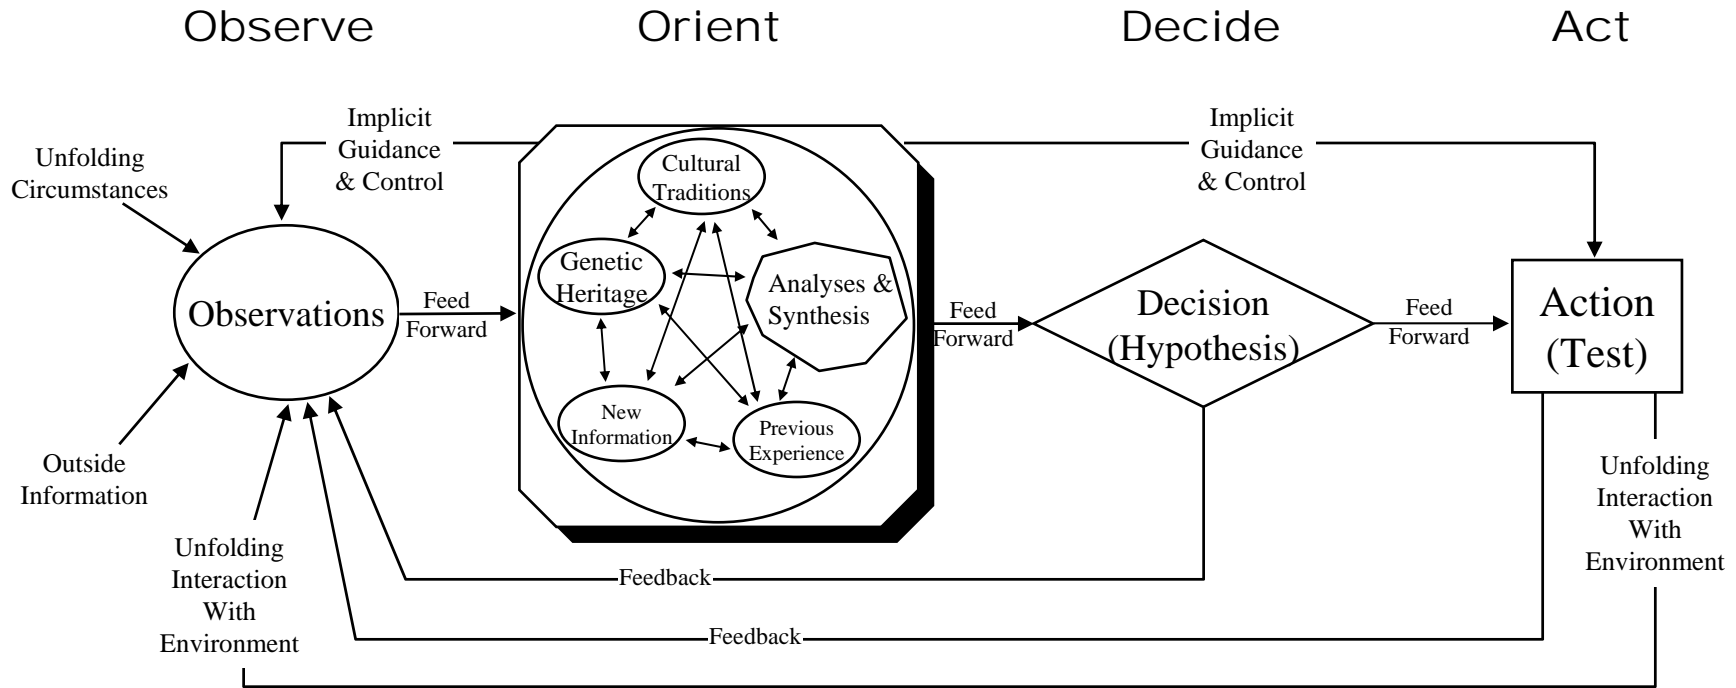 Observe
Orient
Decide
Act
Implicit
Guidance
& Control
Implicit
Guidance
& Control
Unfolding
Circumstances
Cultural
Traditions
Genetic
Heritage
Analyses &
Synthesis
New
Information
Previous
Experience
Observations
Feed
Forward
Feed
Forward
Decision
(Hypothesis)
Feed
Forward
Action
(Test)
Outside
Information
Unfolding
Interaction
With
Environment
Unfolding
Interaction
With
Environment
Feedback
Feedback